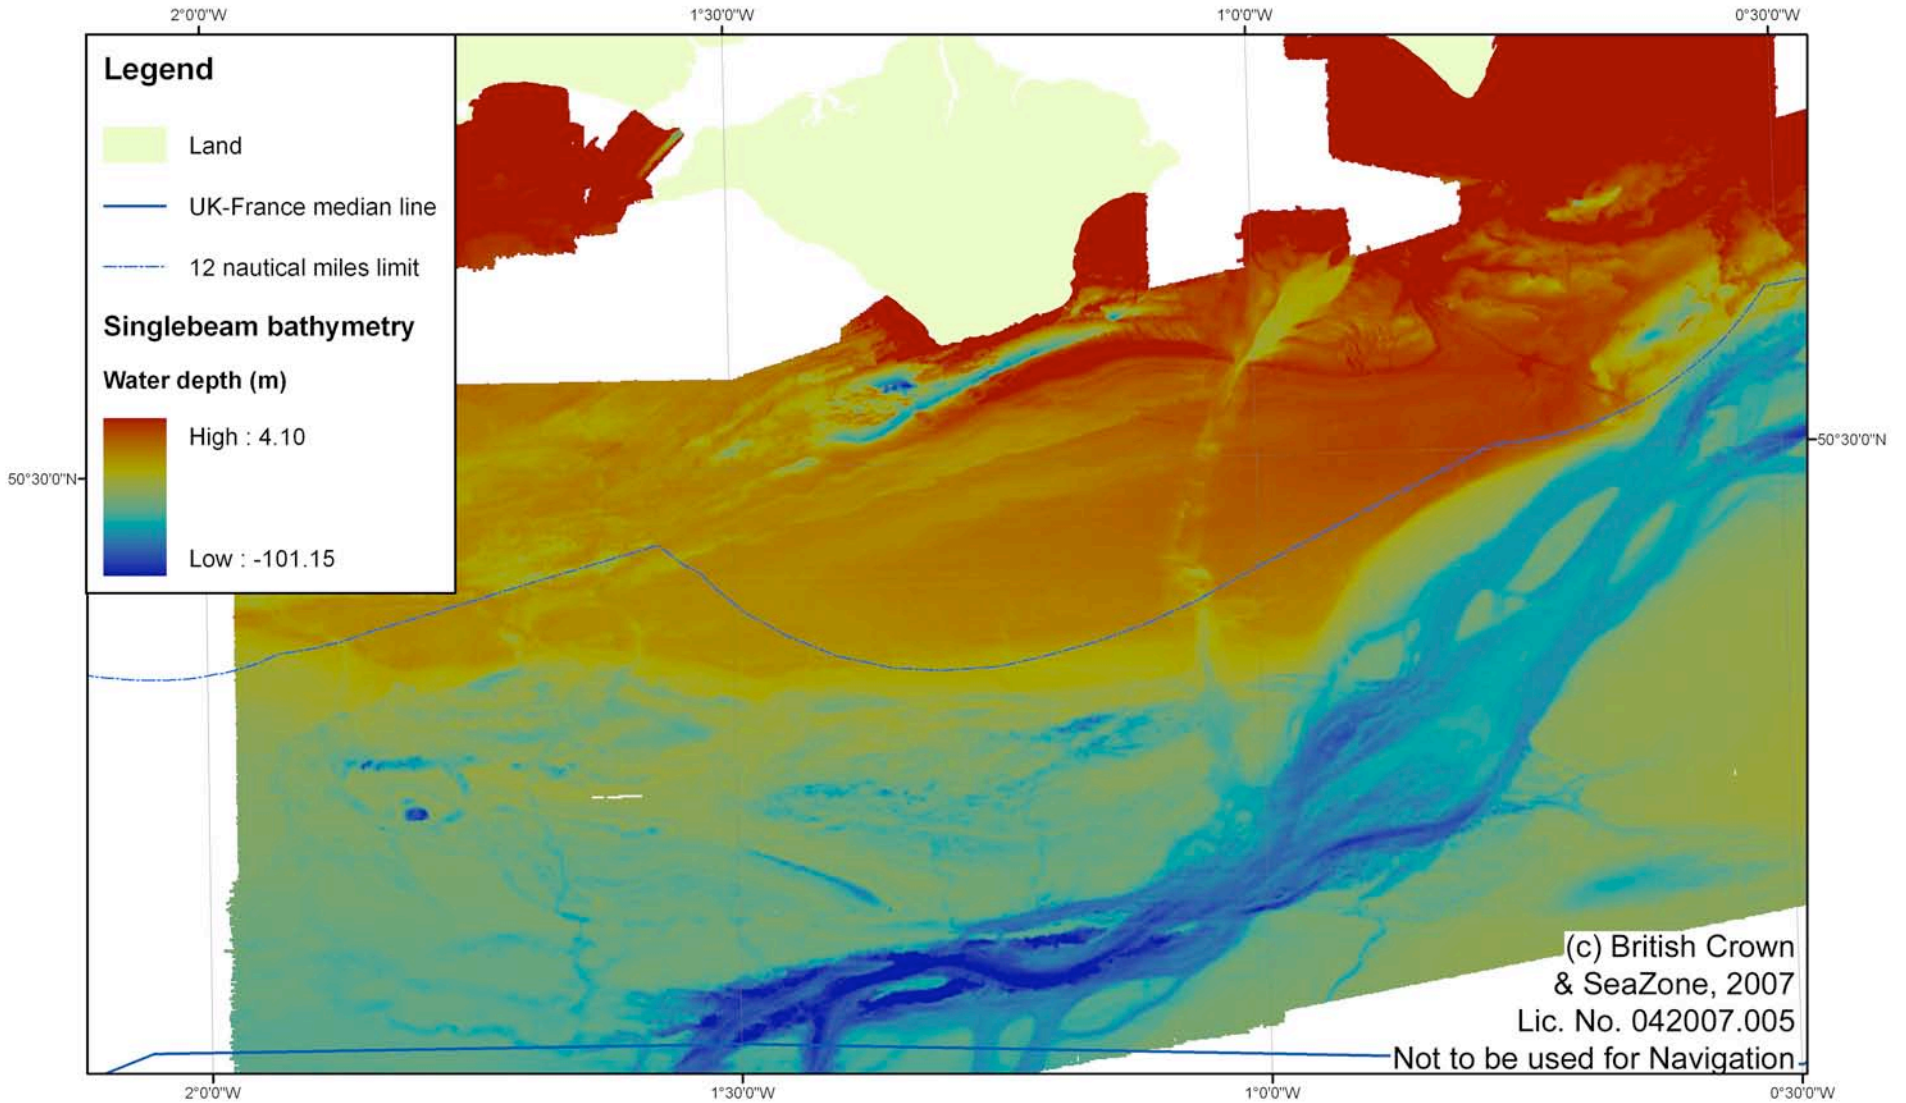 2°0'0"W 1°30'0"W 1°0'0"W 0°30'0"W
Legend
Land
UK-France median line
12 nautical miles limit
Singlebeam bathymetry
Water depth (m)
High : 4.10
Low : -101.15
50°30'0"N
50°30'0"N
(c) British Crown
& SeaZone, 2007
Lic. No. 042007.005
Not to be used for Navigation
2°0'0"W 1°30'0"W 1°0'0"W 0°30'0"W